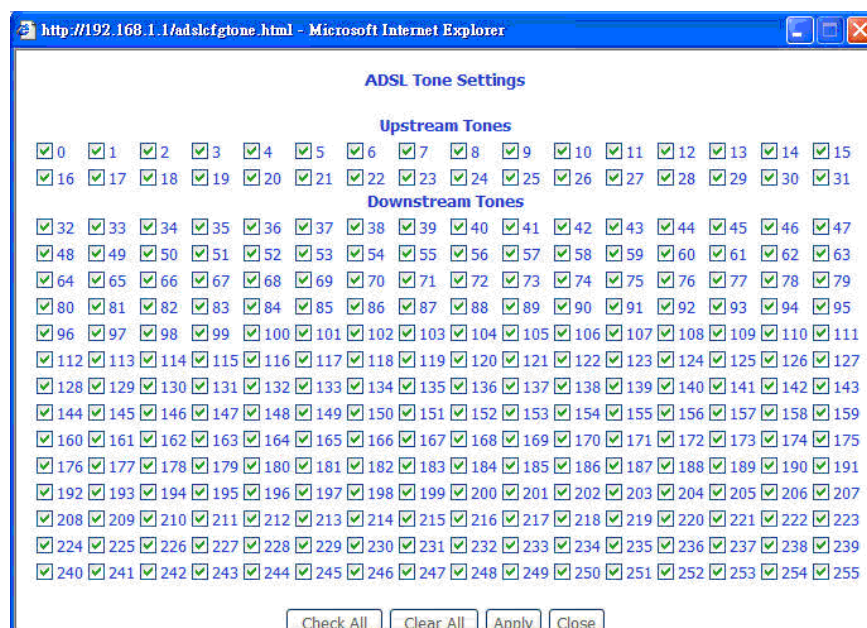 http://192.168.1.1/adslcfgtone.html - Microsoft Internet Explorer
ADSL Tone Settings
Upstream Tones
0 1 2 3 4 5 6 7 8 9 10 11 12 13 14 15
16 17 18 19 20 21 22 23 24 25 26 27 28 29 30 31
Downstream Tones
32 33 34 35 36 37 38 39 40 41 42 43 44 45 46 47
48 49 50 51 52 53 54 55 56 57 58 59 60 61 62 63
64 65 66 67 68 69 70 71 72 73 74 75 76 77 78 79
80 81 82 83 84 85 86 87 88 89 90 91 92 93 94 95
96 97 98 99 100 101 102 103 104 105 106 107 108 109 110 111
112 113 114 115 116 117 118 119 120 121 122 123 124 125 126 127
128 129 130 131 132 133 134 135 136 137 138 139 140 141 142 143
144 145 146 147 148 149 150 151 152 153 154 155 156 157 158 159
160 161 162 163 164 165 166 167 168 169 170 171 172 173 174 175
176 177 178 179 180 181 182 183 184 185 186 187 188 189 190 191
192 193 194 195 196 197 198 199 200 201 202 203 204 205 206 207
208 209 210 211 212 213 214 215 216 217 218 219 220 221 222 223
224 225 226 227 228 229 230 231 232 233 234 235 236 237 238 239
240 241 242 243 244 245 246 247 248 249 250 251 252 253 254 255
Check All Clear All Apply Close